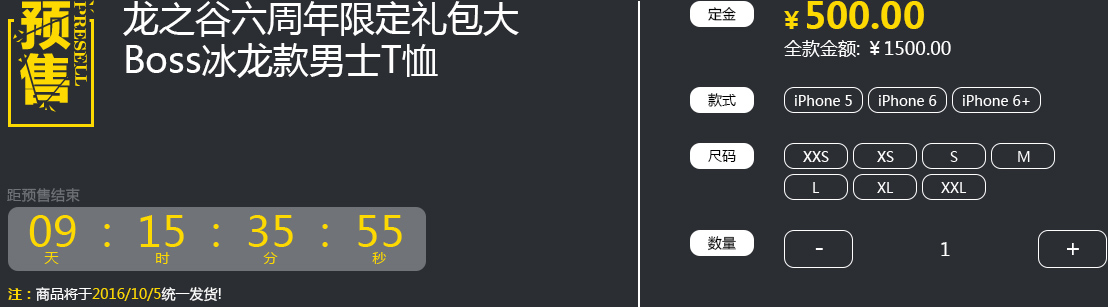 预售
PRESELL
龙之谷六周年限定礼包大
Boss冰龙款男士T恤
距预售结束
09 : 15 : 35 : 55
天 时 分 秒
注：商品将于2016/10/5统一发货!
定金 ¥ 500.00
全款金额: ¥ 1500.00
款式 iPhone 5 iPhone 6 iPhone 6+
尺码 XXS XS S M
L XL XXL
数量 - 1 +